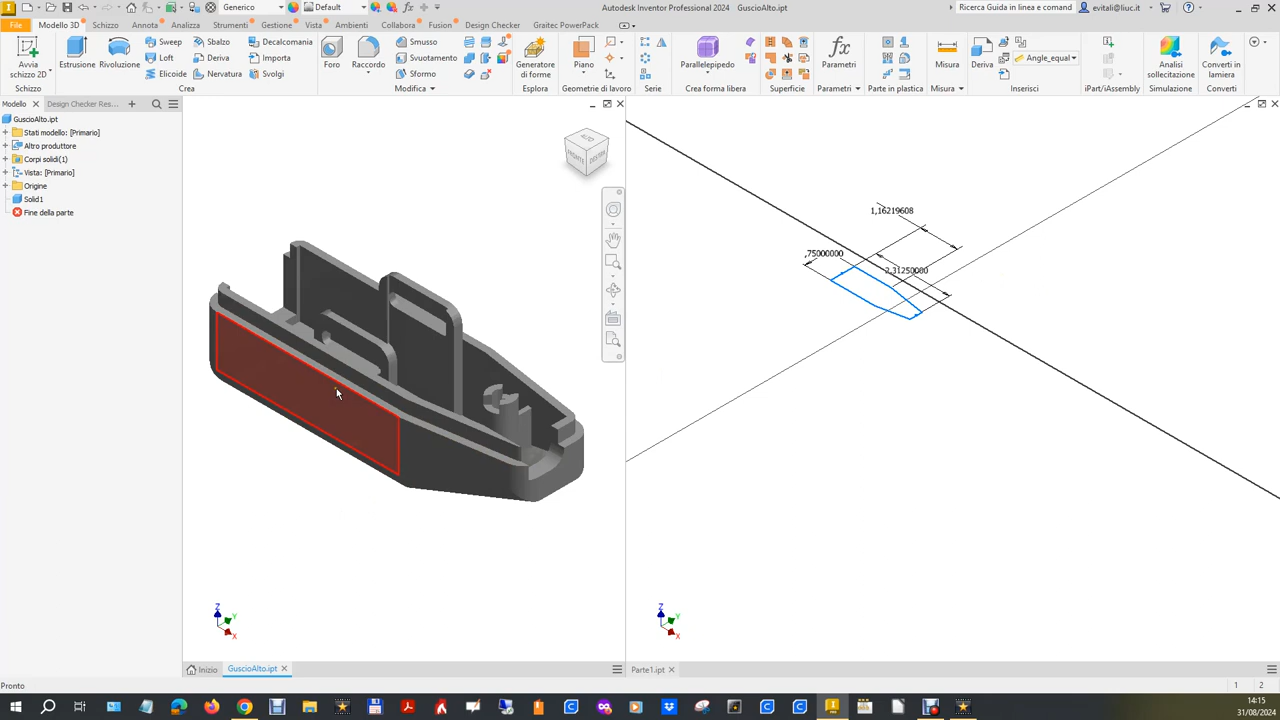 Generico
Default
Autodesk Inventor Professional 2024 GuscioAlto.ipt
Ricerca Guida in linea e comandi
evitali@liuc.it
File
Modello 3D
Schizzo
Annota
Analizza
Strumenti
Gestione
Vista
Ambienti
Collabora
Fusion
Design Checker
Graitec PowerPack
Avvia
schizzo 2D
Estrusione
Rivoluzione
Sweep
Loft
Elicoide
Sbalzo
Deriva
Nervatura
Decalcomania
Importa
Svolgi
Foro
Raccordo
Smusso
Svuotamento
Sformo
Generatore
di forme
Piano
Parallelepipedo
Parametri
Misura
Deriva
Angle_equal
Analisi
sollecitazione
Converti in
lamiera
Schizzo
Crea
Modifica
Esplora
Geometrie di lavoro
Serie
Crea forma libera
Superficie
Parametri
Parte in plastica
Misura
Inserisci
iPart/iAssembly
Simulazione
Converti
Modello
Design Checker Res...
GuscioAlto.ipt
Stati modello: [Primario]
Altro produttore
Corpi solidi(1)
Vista: [Primario]
Origine
Solid1
Fine della parte
ALTO
FRONTE
DESTRA
1,16219608
,75000000
2,31250000
Z
Y
X
Z
Y
X
Inizio
GuscioAlto.ipt
Parte1.ipt
Pronto
1
2
14:15
31/08/2024